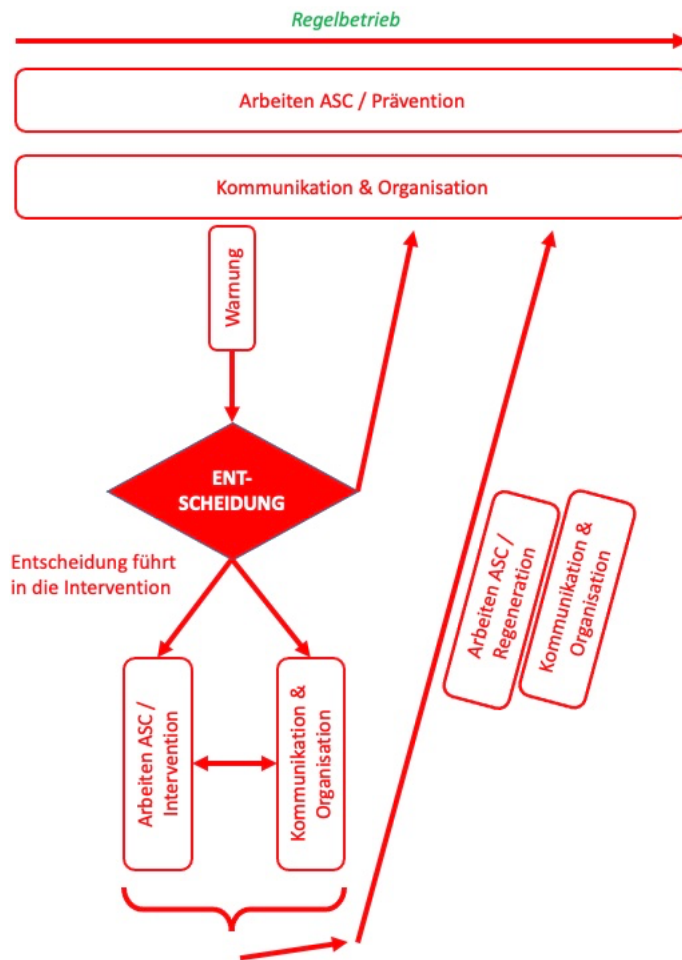 Regelbetrieb
Arbeiten ASC / Prävention
Kommunikation & Organisation
Warnung
ENT-
SCHEIDUNG
Entscheidung führt
in die Intervention
Arbeiten ASC /
Intervention
Kommunikation &
Organisation
Arbeiten ASC /
Regeneration
Kommunikation &
Organisation